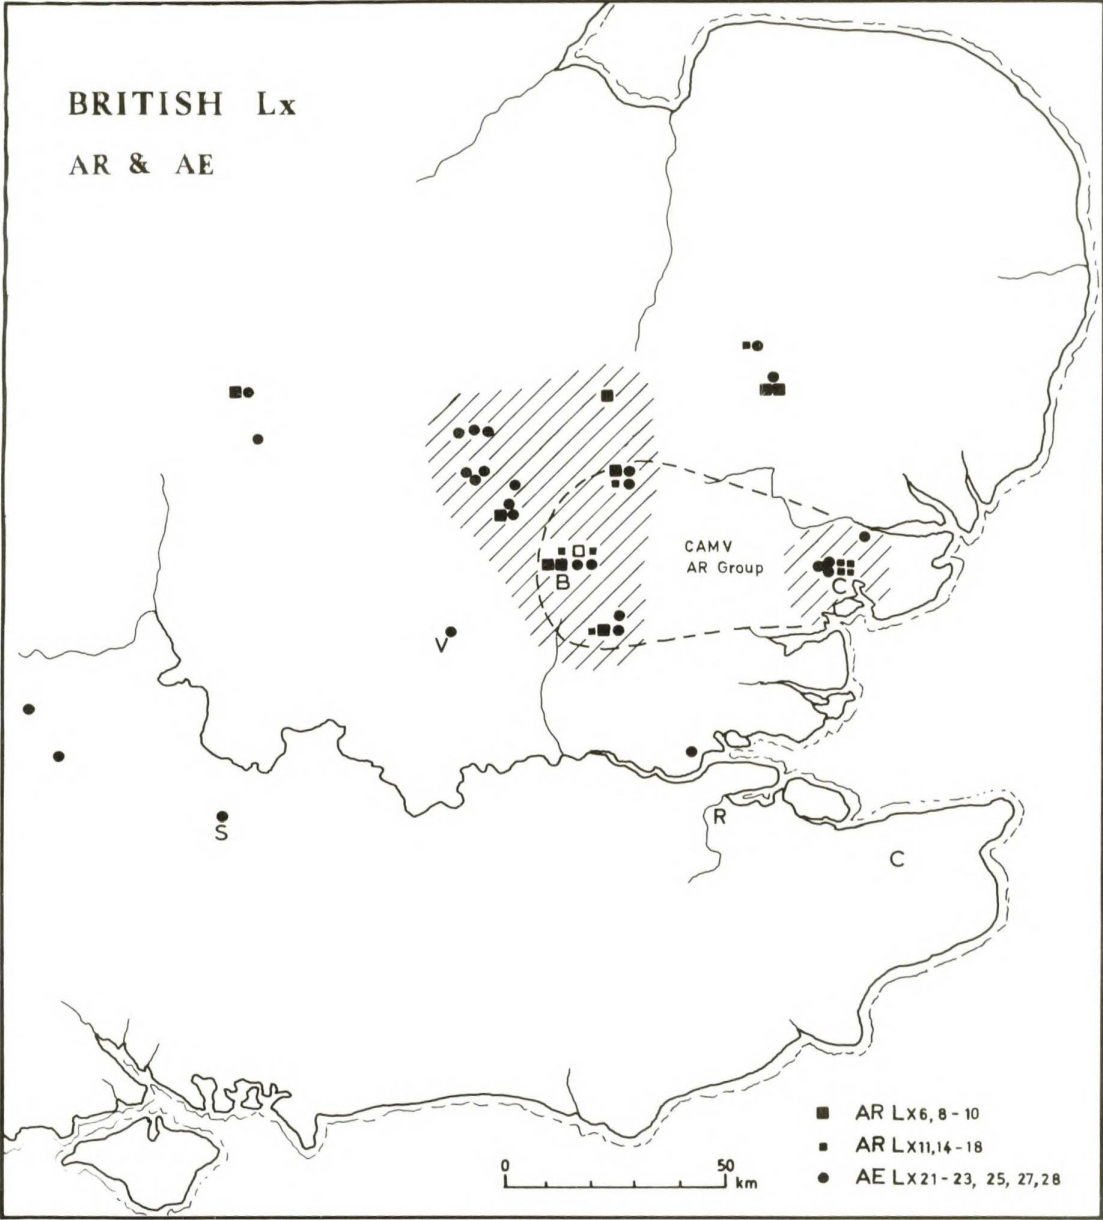 BRITISH Lx
AR & AE
CAMV
AR Group
B
C
V
S
R
C
AR Lx6, 8-10
AR Lx11, 14-18
AE Lx21-23, 25, 27, 28
0 50
km